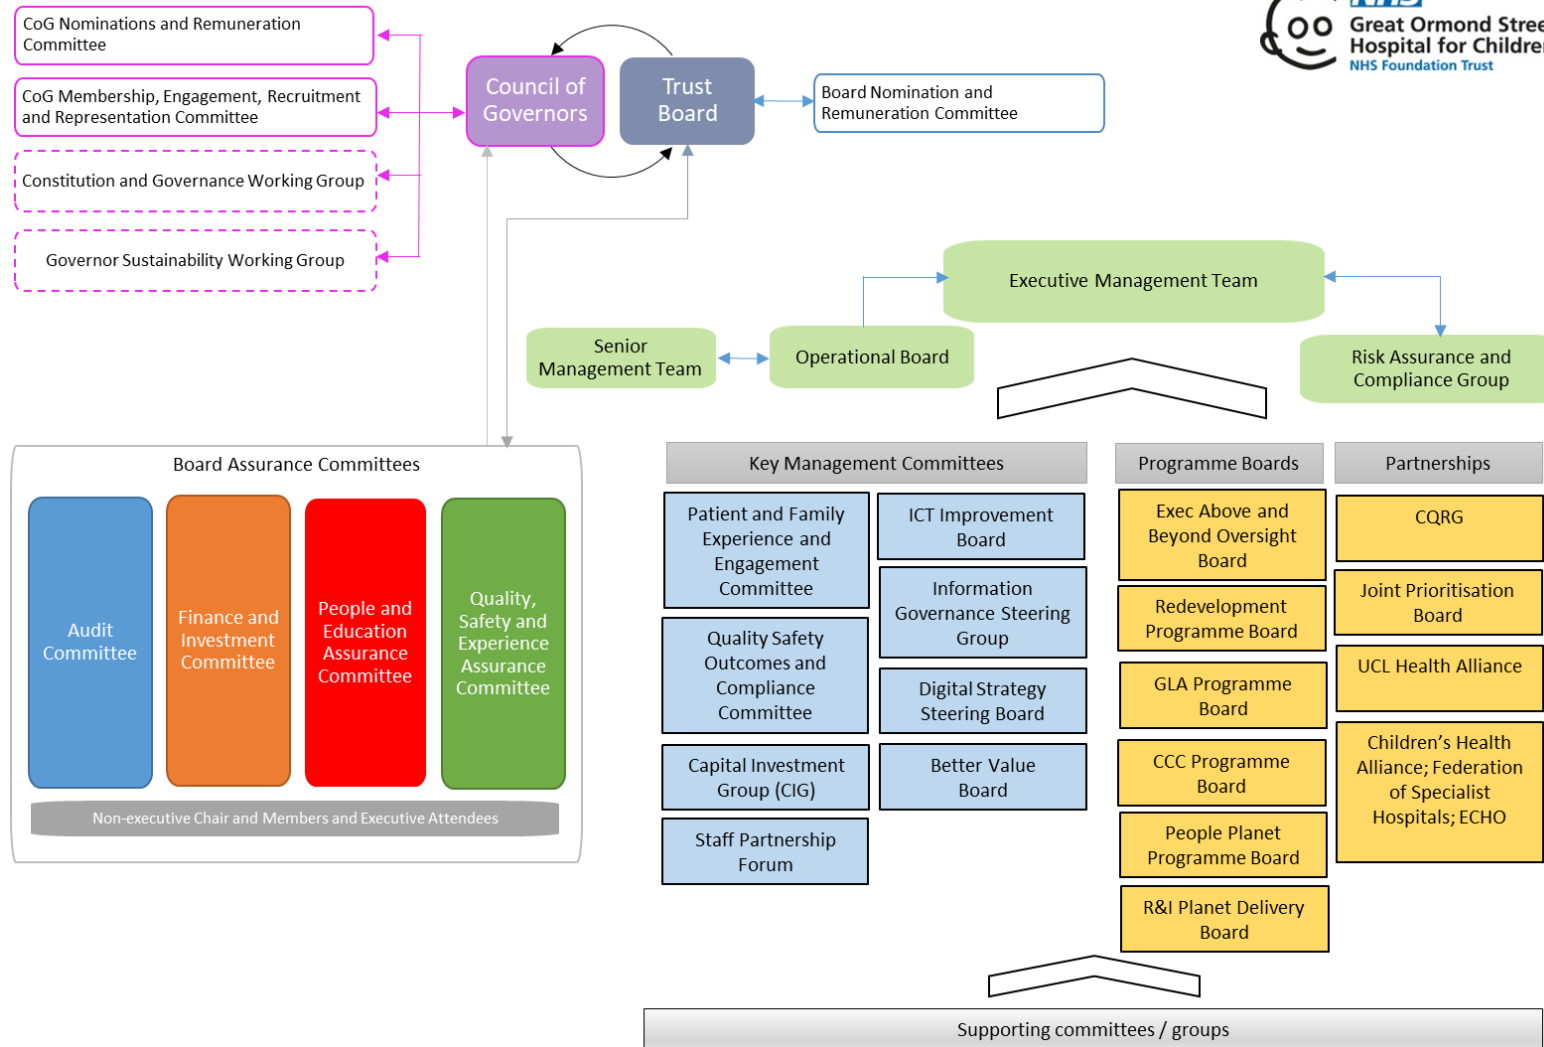 CoG Nominations and Remuneration
Committee
CoG Membership, Engagement, Recruitment
and Representation Committee
Constitution and Governance Working Group
Governor Sustainability Working Group
Council of
Governors
Trust
Board
Board Nomination and
Remuneration Committee
NHS
Great Ormond Stree
Hospital for Children
NHS Foundation Trust
Executive Management Team
Senior
Management Team
Operational Board
Risk Assurance and
Compliance Group
Board Assurance Committees
Audit
Committee
Finance and
Investment
Committee
People and
Education
Assurance
Committee
Quality,
Safety and
Experience
Assurance
Committee
Non-executive Chair and Members and Executive Attendees
Key Management Committees
Patient and Family
Experience and
Engagement
Committee
Quality Safety
Outcomes and
Compliance
Committee
Capital Investment
Group (CIG)
Staff Partnership
Forum
ICT Improvement
Board
Information
Governance Steering
Group
Digital Strategy
Steering Board
Better Value
Board
Programme Boards
Exec Above and
Beyond Oversight
Board
Redevelopment
Programme Board
GLA Programme
Board
CCC Programme
Board
People Planet
Programme Board
R&I Planet Delivery
Board
Partnerships
CQRG
Joint Prioritisation
Board
UCL Health Alliance
Children’s Health
Alliance; Federation
of Specialist
Hospitals; ECHO
Supporting committees / groups